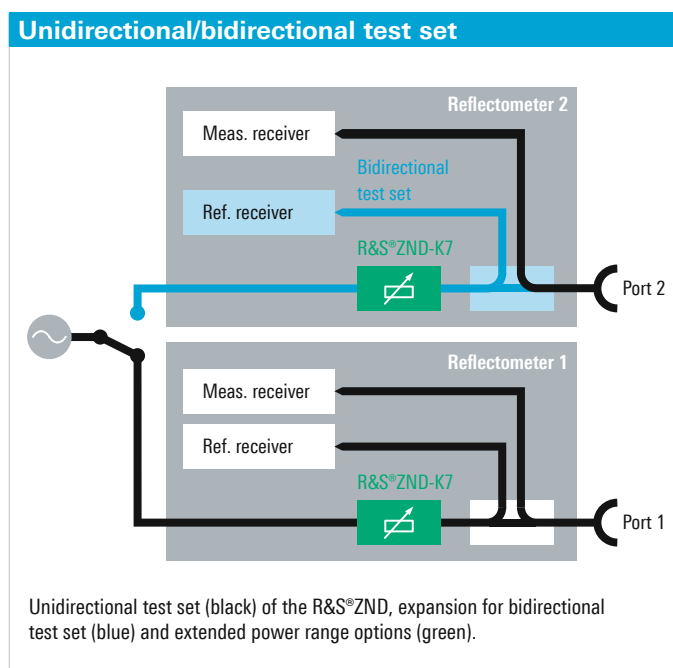 Unidirectional/bidirectional test set
Reflectometer 2
Meas. receiver
Bidirectional
test set
Ref. receiver
R&S®ZND-K7
Port 2
Reflectometer 1
Meas. receiver
Ref. receiver
R&S®ZND-K7
Port 1
Unidirectional test set (black) of the R&S®ZND, expansion for bidirectional
test set (blue) and extended power range options (green).